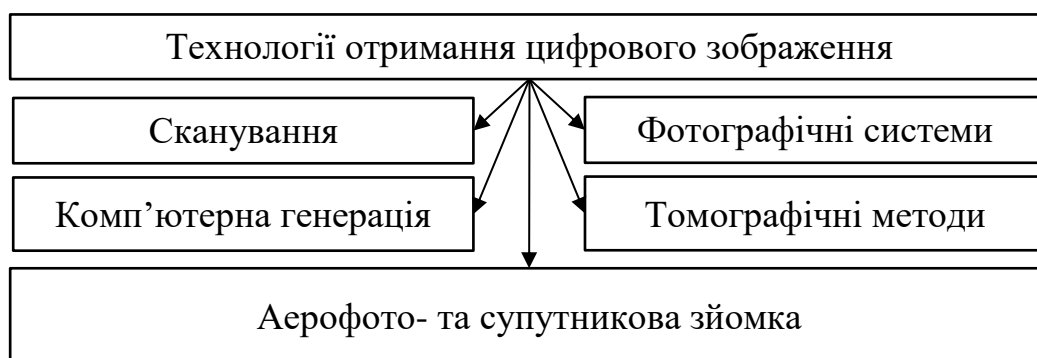 Технології отримання цифрового зображення
Сканування
Фотографічні системи
Комп’ютерна генерація
Томографічні методи
Аерофото- та супутникова зйомка